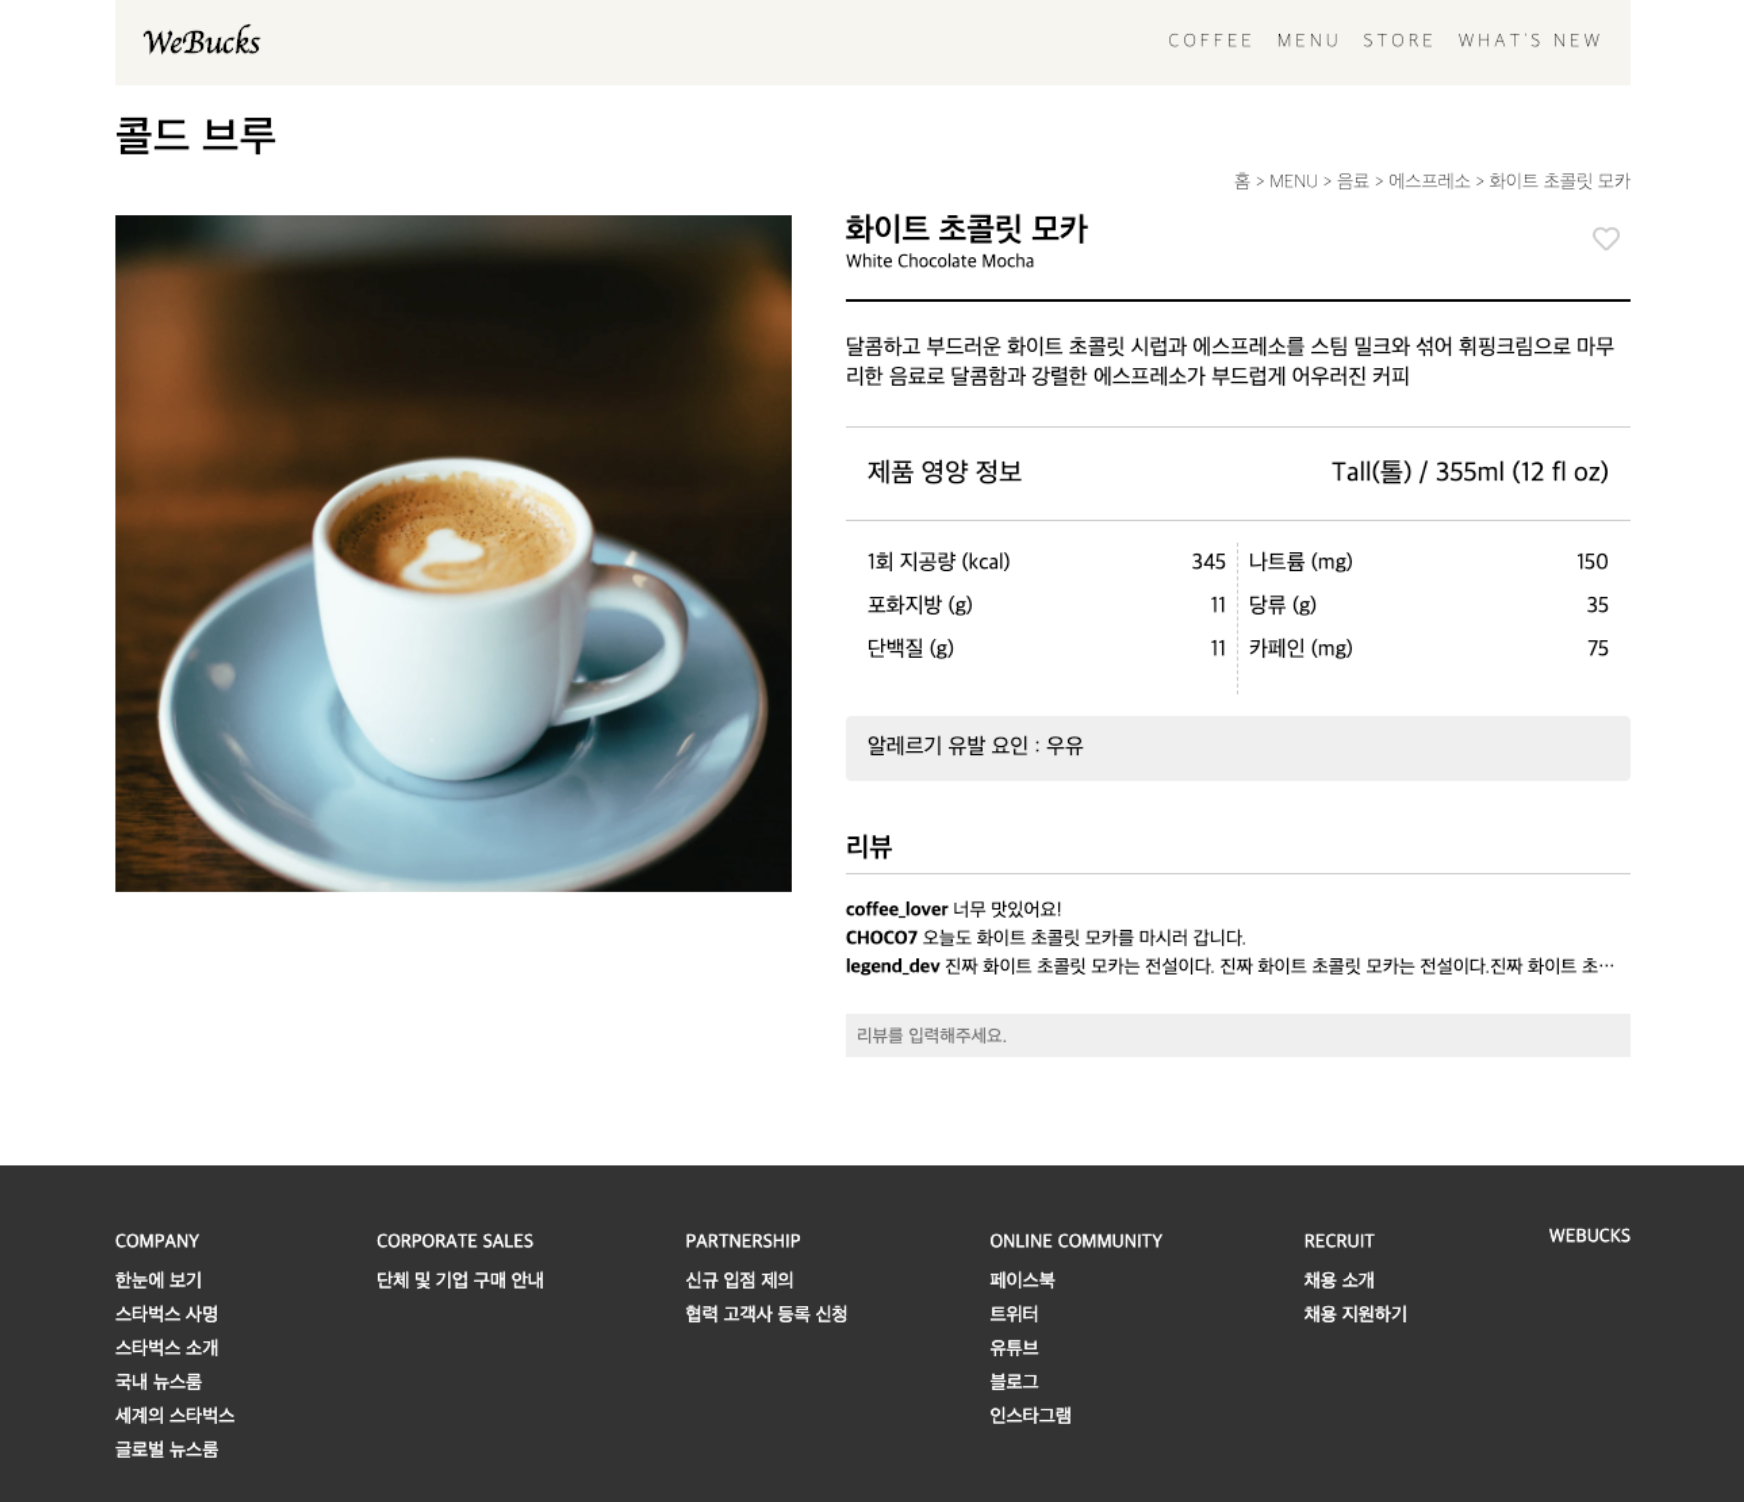 WeBucks
COFFEE MENU STORE WHAT'S NEW
콜드 브루
홈 > MENU > 음료 > 에스프레소 > 화이트 초콜릿 모카
화이트 초콜릿 모카
White Chocolate Mocha
달콤하고 부드러운 화이트 초콜릿 시럽과 에스프레소를 스팀 밀크와 섞어 휘핑크림으로 마무
리한 음료로 달콤함과 강렬한 에스프레소가 부드럽게 어우러진 커피
제품 영양 정보 Tall(톨) / 355ml (12 fl oz)
1회 지공량 (kcal) 345 나트륨 (mg) 150
포화지방 (g) 11 당류 (g) 35
단백질 (g) 11 카페인 (mg) 75
알레르기 유발 요인 : 우유
리뷰
coffee_lover 너무 맛있어요!
CHOCO7 오늘도 화이트 초콜릿 모카를 마시러 갑니다.
legend_dev 진짜 화이트 초콜릿 모카는 전설이다. 진짜 화이트 초콜릿 모카는 전설이다.진짜 화이트 초…
리뷰를 입력해주세요.
COMPANY
한눈에 보기
스타벅스 사명
스타벅스 소개
국내 뉴스룸
세계의 스타벅스
글로벌 뉴스룸
CORPORATE SALES
단체 및 기업 구매 안내
PARTNERSHIP
신규 입점 제의
협력 고객사 등록 신청
ONLINE COMMUNITY
페이스북
트위터
유튜브
블로그
인스타그램
RECRUIT
채용 소개
채용 지원하기
WEBUCKS